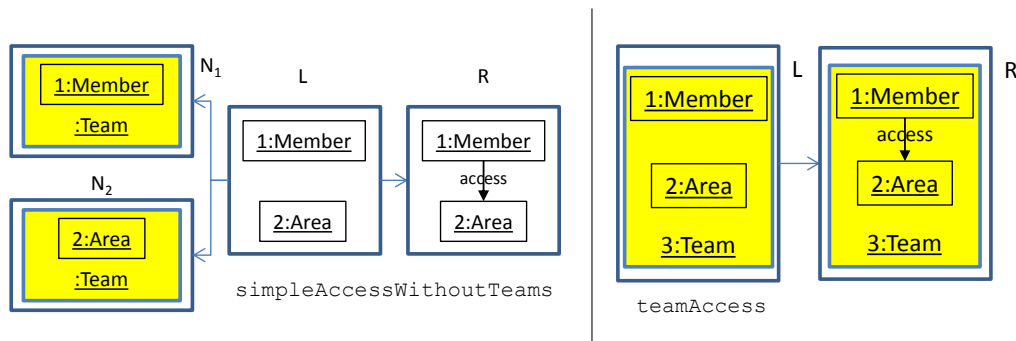 N1
1:Member
:Team
N2
2:Area
:Team
L
1:Member
2:Area
R
1:Member
access
2:Area
simpleAccessWithoutTeams
L
1:Member
2:Area
3:Team
R
1:Member
access
2:Area
3:Team
teamAccess